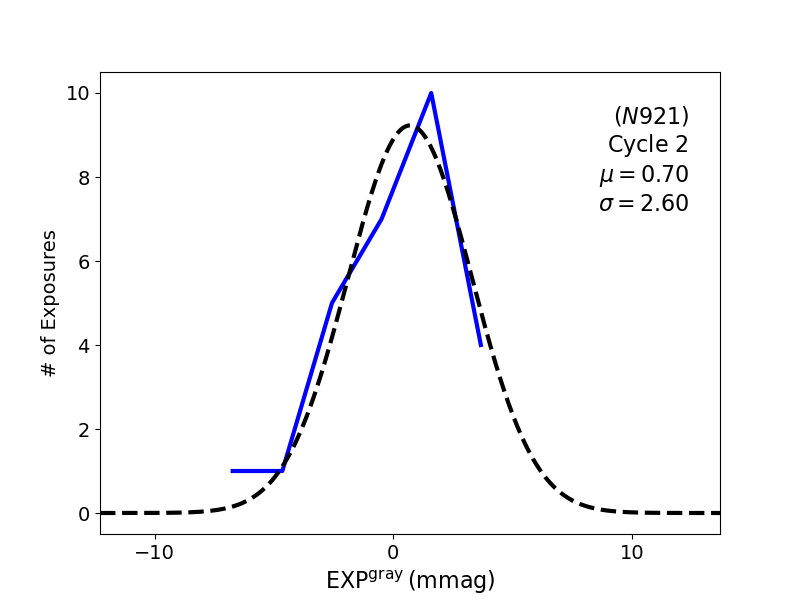 10
8
6
4
2
0
# of Exposures
(N921)
Cycle 2
μ = 0.70
σ = 2.60
−10
0
10
EXP^gray (mmag)